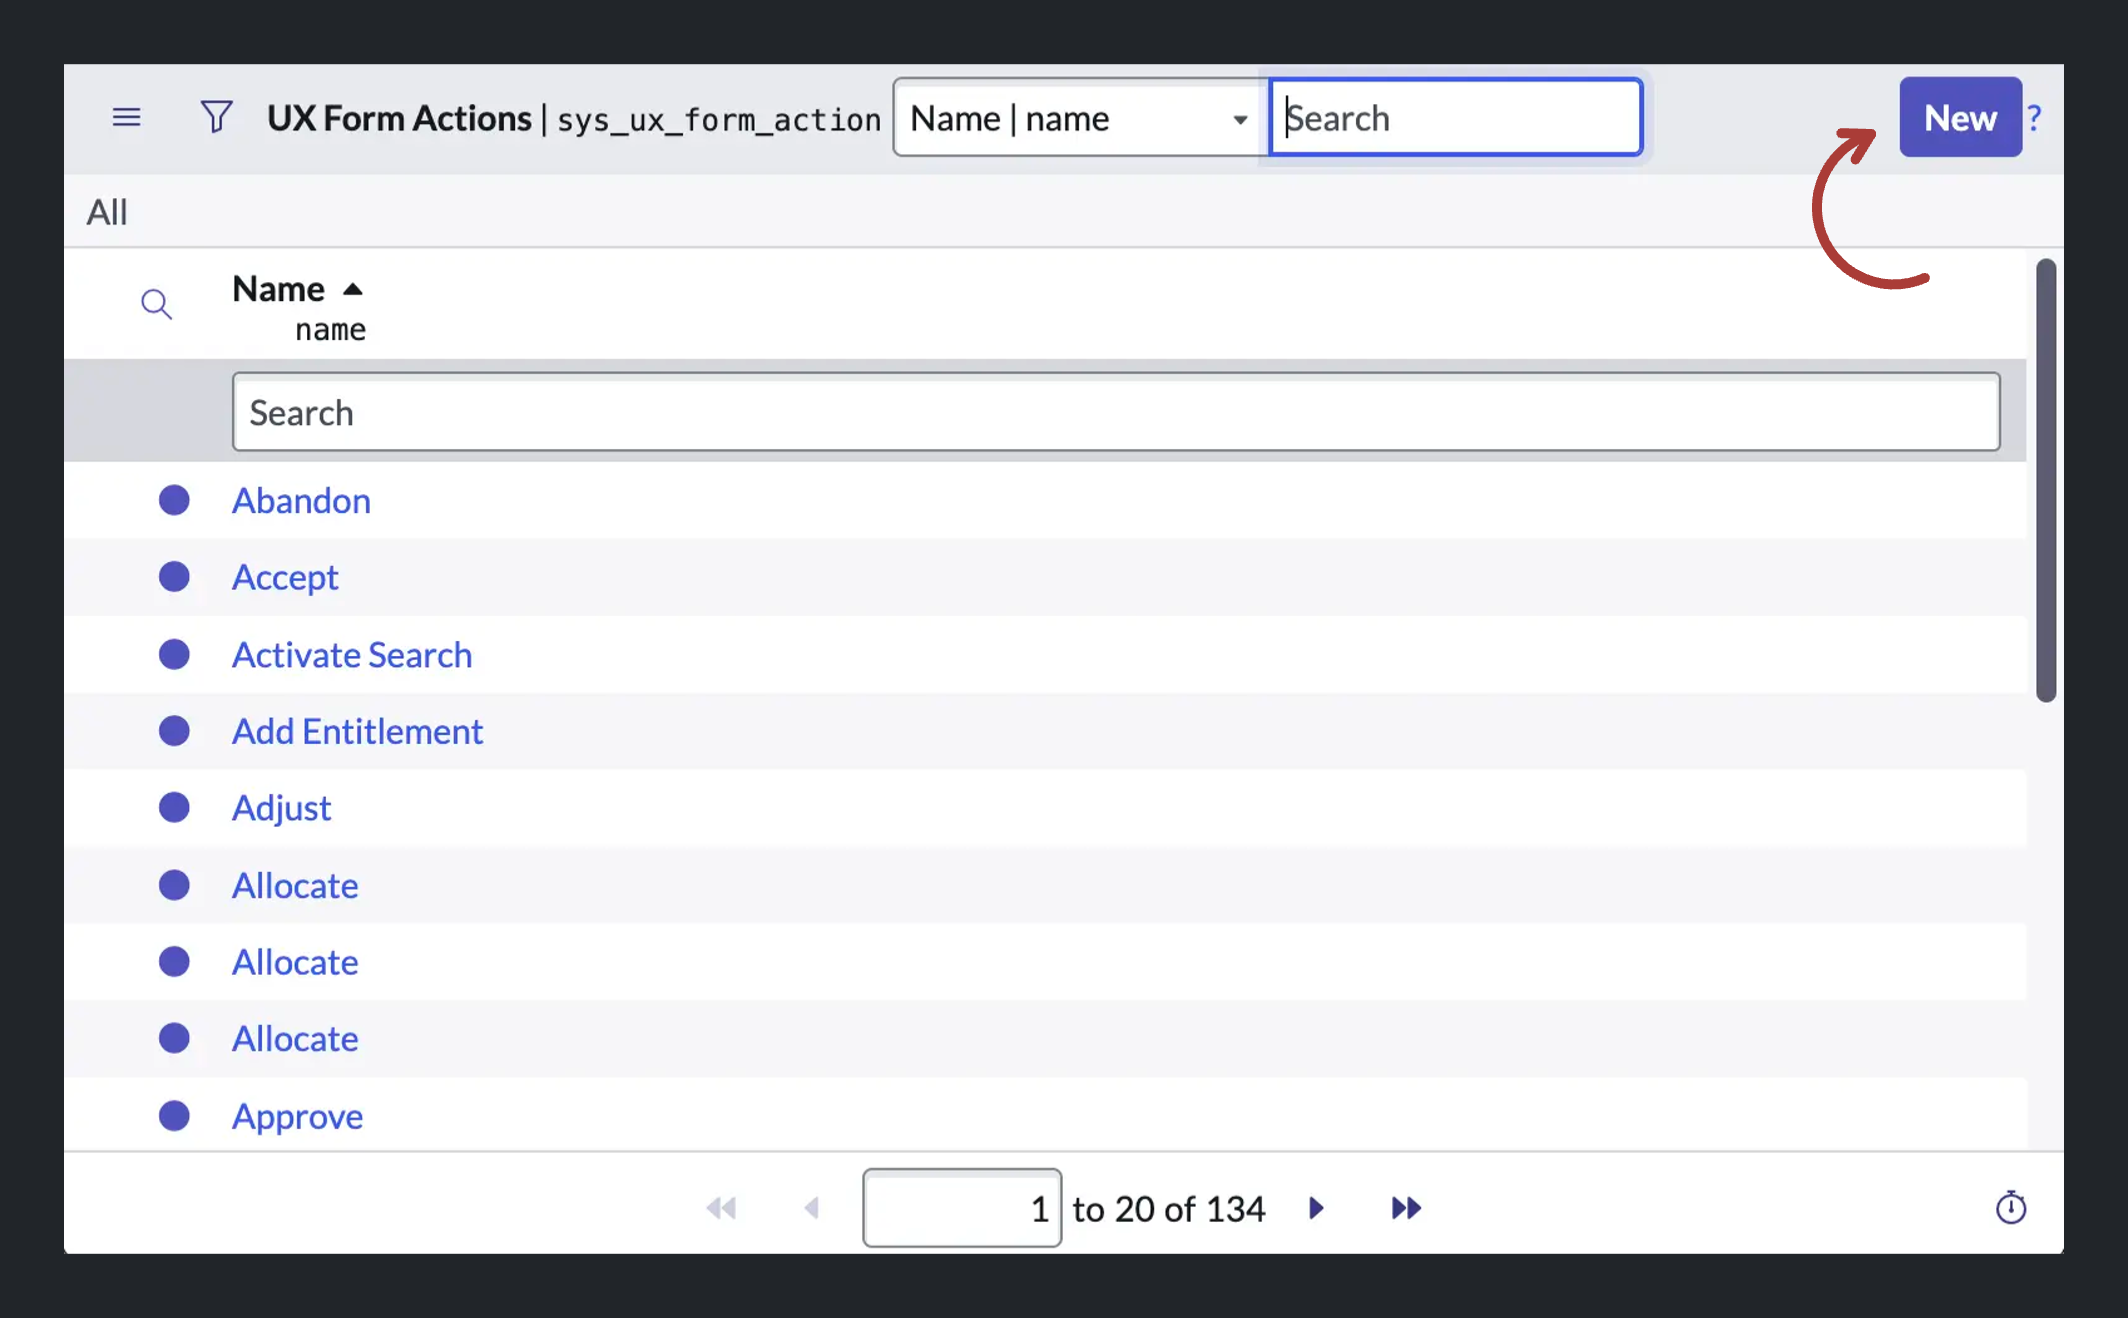 UX Form Actions | sys_ux_form_action Name | name Search New ?
All
Name
name
Search
Abandon
Accept
Activate Search
Add Entitlement
Adjust
Allocate
Allocate
Allocate
Approve
1 to 20 of 134